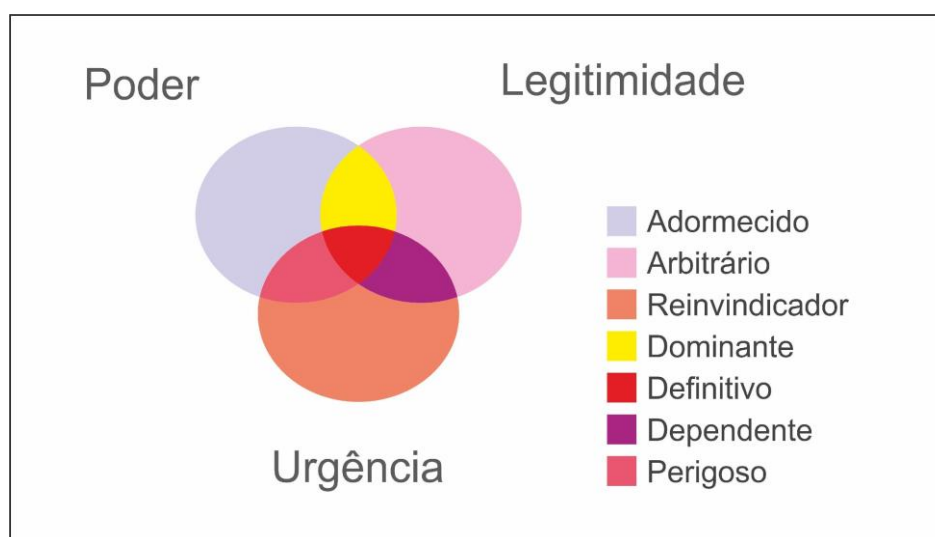 Poder
Legitimidade
Adormecido
Arbitrário
Reinvindicador
Dominante
Definitivo
Dependente
Perigoso
Urgência